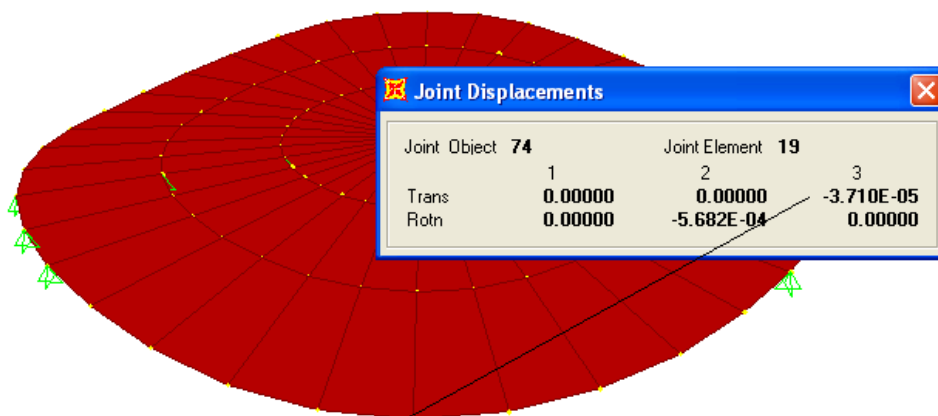 Joint Displacements
Joint Object 74 Joint Element 19
1 2 3
Trans 0.00000 0.00000 -3.710E-05
Rotn 0.00000 -5.682E-04 0.00000